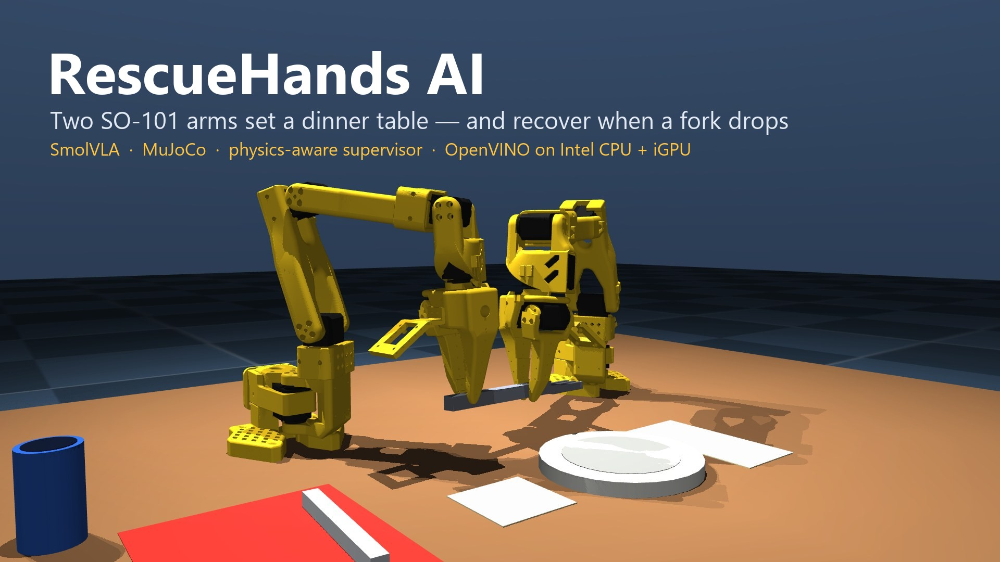 RescueHands AI
Two SO-101 arms set a dinner table — and recover when a fork drops
SmolVLA · MuJoCo · physics-aware supervisor · OpenVINO on Intel CPU + iGPU